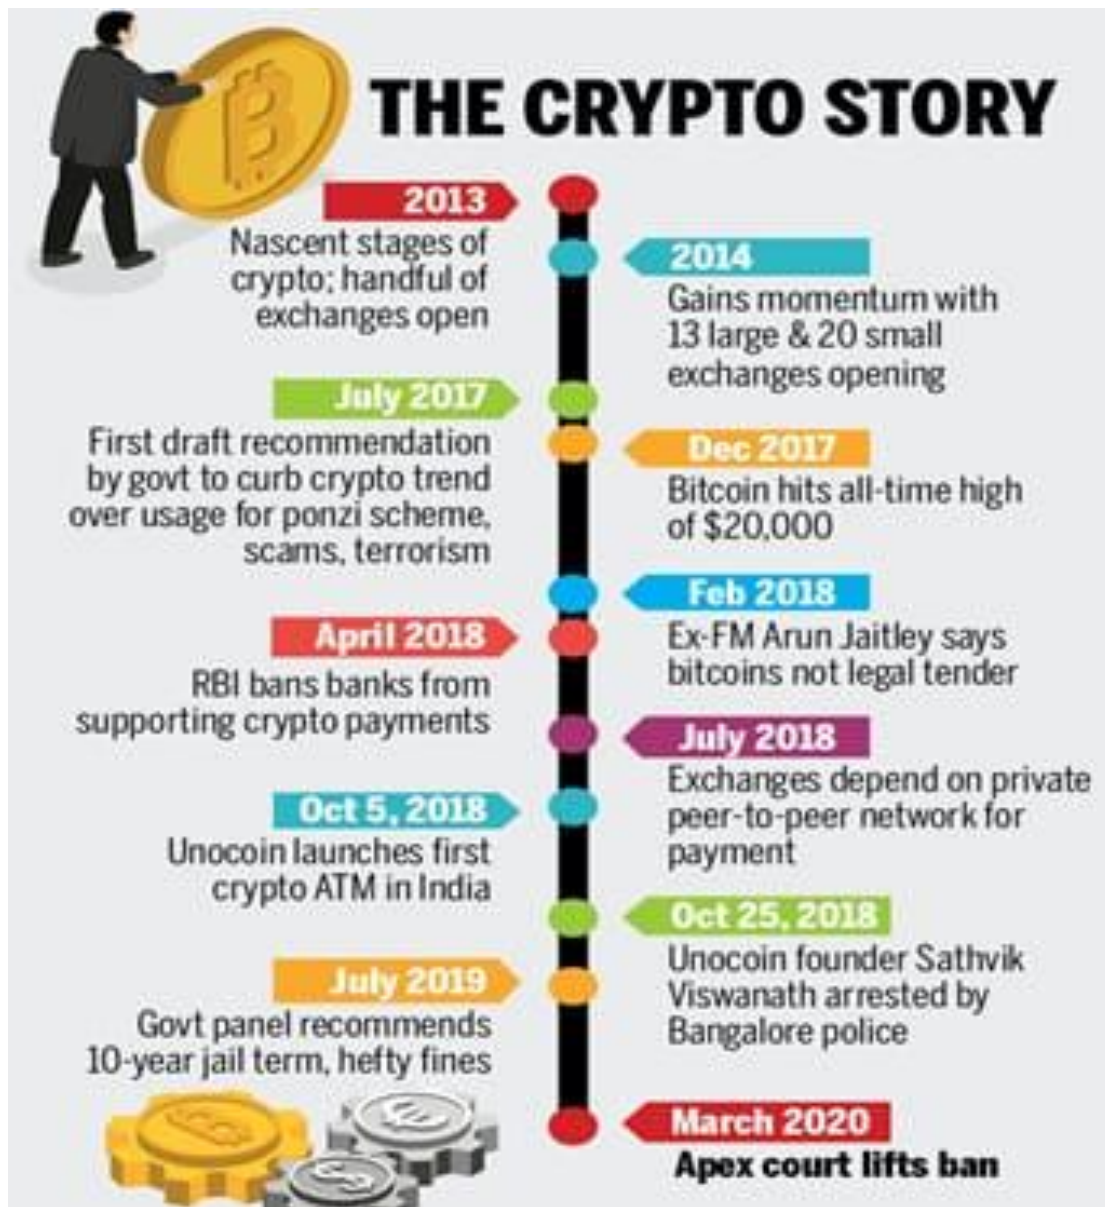 THE CRYPTO STORY
2013
Nascent stages of
crypto; handful of
exchanges open
2014
Gains momentum with
13 large & 20 small
exchanges opening
July 2017
First draft recommendation
by govt to curb crypto trend
over usage for ponzi scheme,
scams, terrorism
Dec 2017
Bitcoin hits all-time high
of $20,000
Feb 2018
Ex-FM Arun Jaitley says
bitcoins not legal tender
April 2018
RBI bans banks from
supporting crypto payments
July 2018
Exchanges depend on private
peer-to-peer network for
payment
Oct 5, 2018
Unocoin launches first
crypto ATM in India
Oct 25, 2018
Unocoin founder Sathvik
Viswanath arrested by
Bangalore police
July 2019
Govt panel recommends
10-year jail term, hefty fines
March 2020
Apex court lifts ban